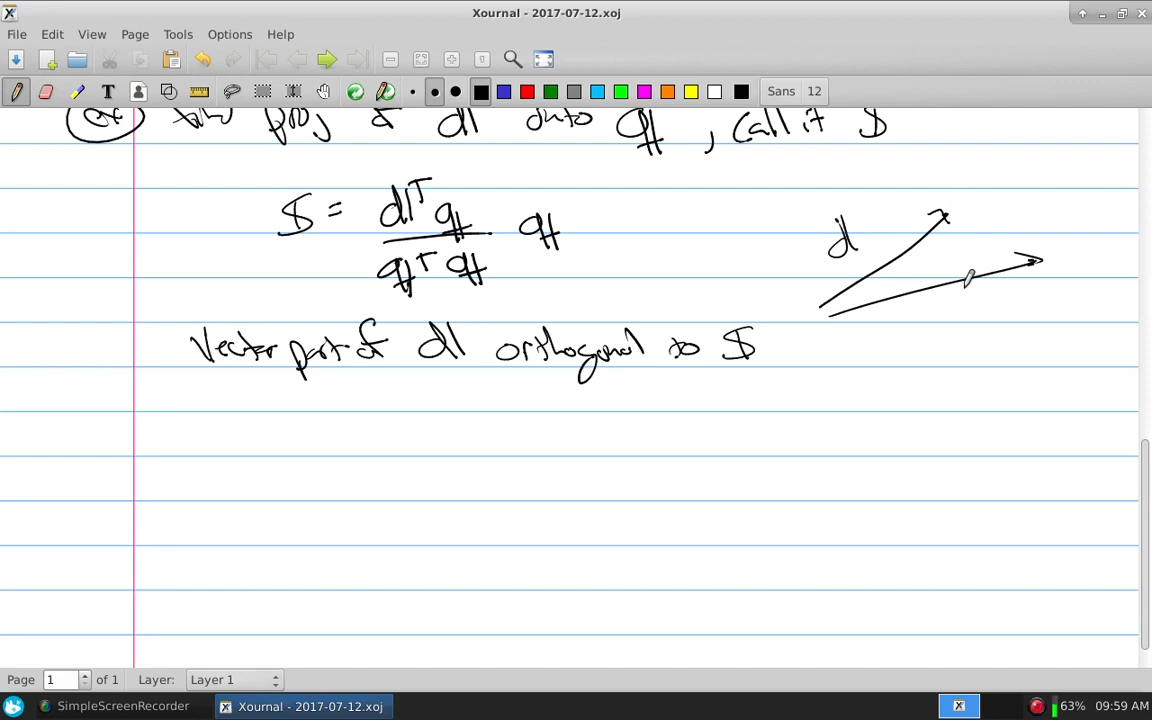 Xournal - 2017-07-12.xoj
File Edit View Page Tools Options Help
Sans 12
proj of d onto q, call it $
$ = dᵀq / qᵀq q
d
Vector part of d orthogonal to $
Page 1 of 1 Layer: Layer 1
SimpleScreenRecorder Xournal - 2017-07-12.xoj 63% 09:59 AM